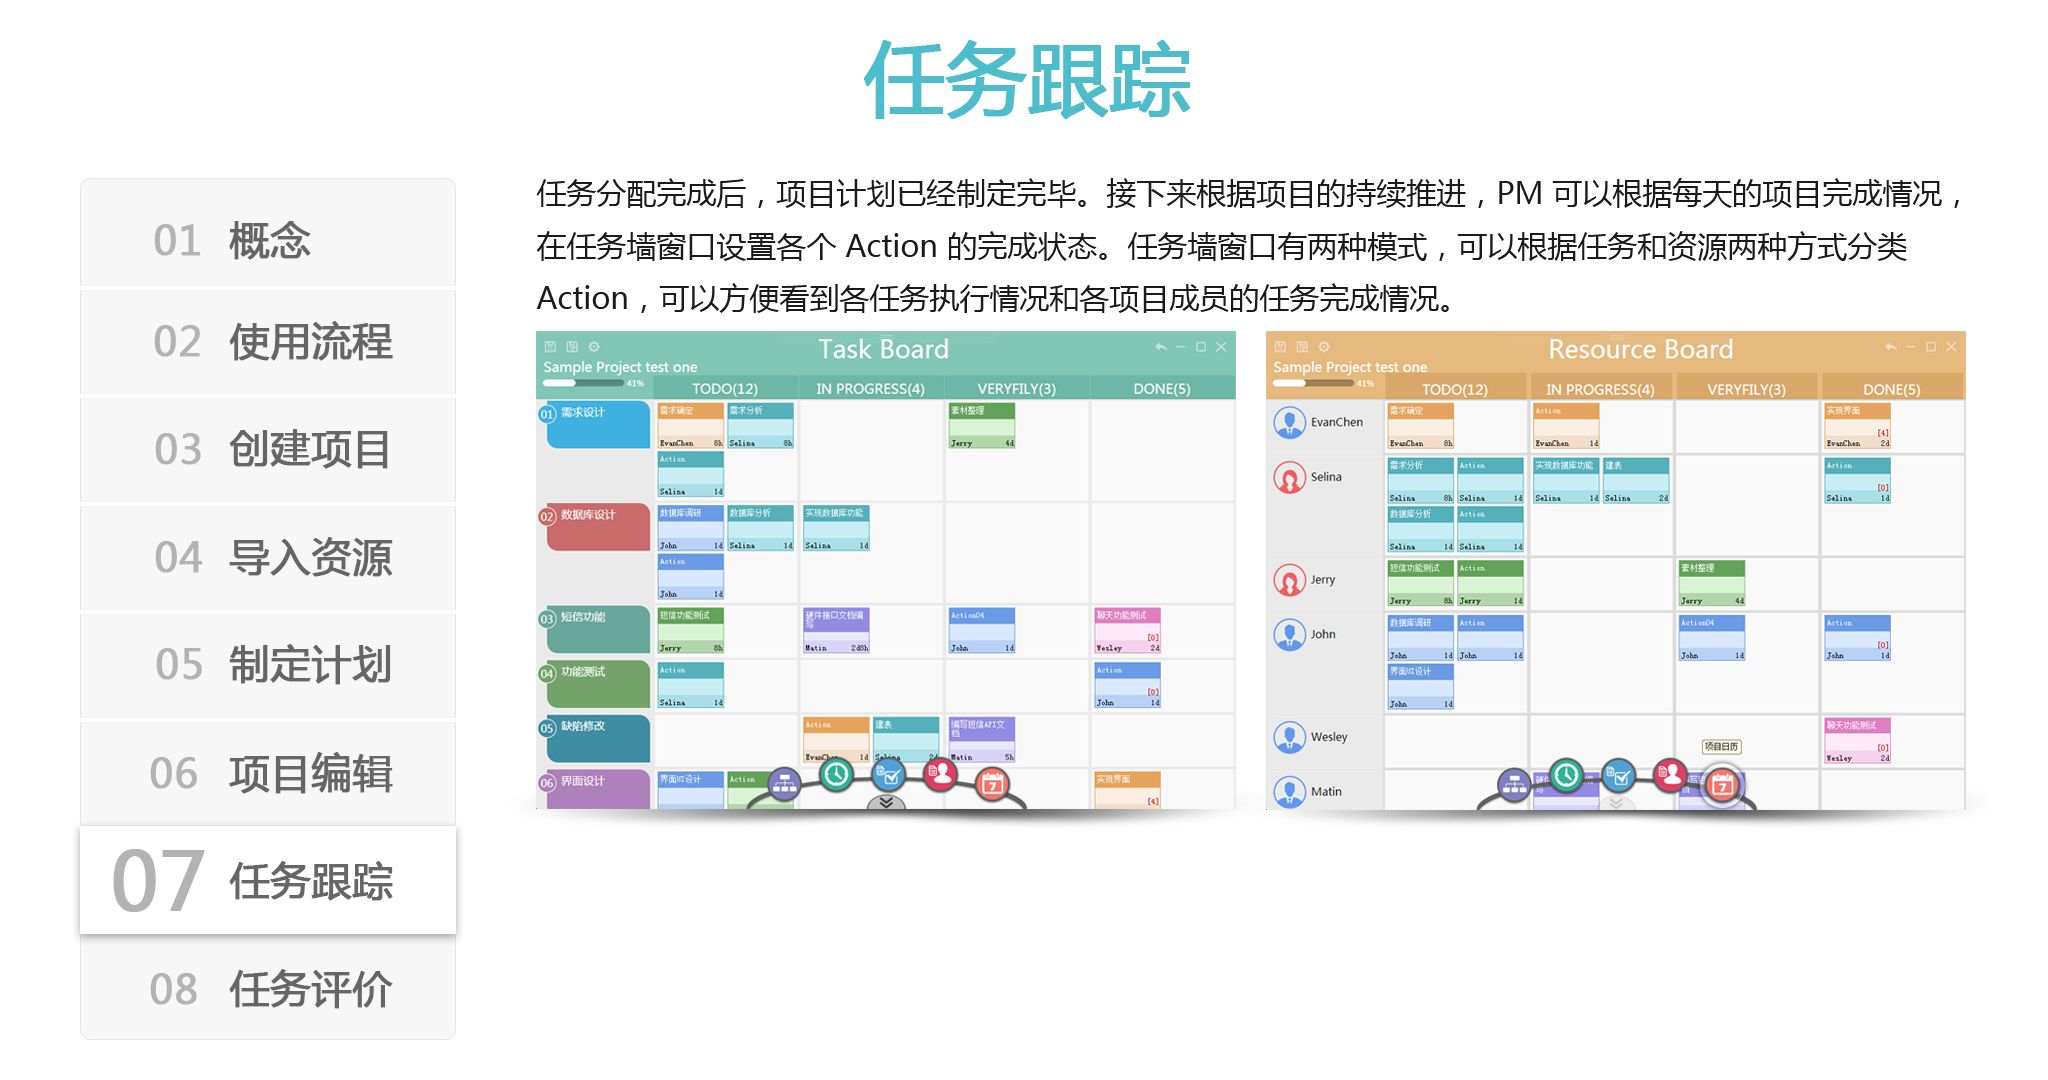 任务跟踪
01 概念
02 使用流程
03 创建项目
04 导入资源
05 制定计划
06 项目编辑
07 任务跟踪
08 任务评价
任务分配完成后，项目计划已经制定完毕。接下来根据项目的持续推进，PM 可以根据每天的项目完成情况，
在任务墙窗口设置各个 Action 的完成状态。任务墙窗口有两种模式，可以根据任务和资源两种方式分类
Action，可以方便看到各任务执行情况和各项目成员的任务完成情况。
Task Board
Sample Project test one
41%
TODO(12) IN PROGRESS(4) VERYFILY(3) DONE(5)
01 需求设计
需求确定 需求分析 素材整理
EvanChen 8h Selina 8h Jerry 4d
Action
Selina 1d
02 数据库设计
数据库调研 数据库分析 实现数据库功能
John 1d Selina 1d Selina 1d
Action
John 1d
03 短信功能
短信功能测试 硬件接口文档编写 Action04 聊天功能测试
[0]
Jerry 8h Matin 2d8h John 1d Wesley 2d
04 功能测试
Action Action
[0]
Selina 1d John 1d
05 缺陷修改
Action 建表 编写短信API文档
EvanChen 1d Selina 2d Matin 5h
06 界面设计
界面UI设计 Action 实现界面
[4]
7
Resource Board
Sample Project test one
41%
TODO(12) IN PROGRESS(4) VERYFILY(3) DONE(5)
EvanChen
需求确定 Action 实现界面
[4]
EvanChen 8h EvanChen 1d EvanChen 2d
Selina
需求分析 Action 实现数据库功能 建表 Action
[0]
Selina 8h Selina 1d Selina 1d Selina 2d Selina 1d
数据库分析 Action
Selina 1d Selina 1d
Jerry
短信功能测试 Action 素材整理
Jerry 8h Jerry 1d Jerry 4d
John
数据库调研 Action Action04 Action
[0]
John 1d John 1d John 1d John 1d
界面UI设计
John 1d
Wesley
聊天功能测试
[0]
Wesley 2d
项目日历
Matin
7